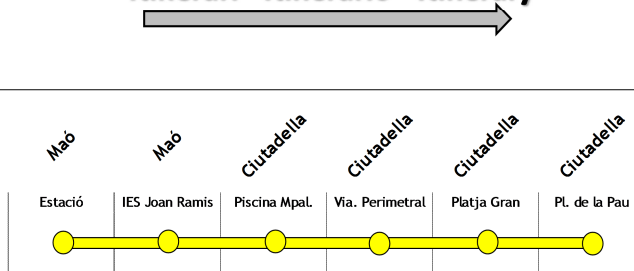 Maó
Maó
Ciutadella
Ciutadella
Ciutadella
Ciutadella
Estació
IES Joan Ramis
Piscina Mpal.
Via. Perimetral
Platja Gran
Pl. de la Pau